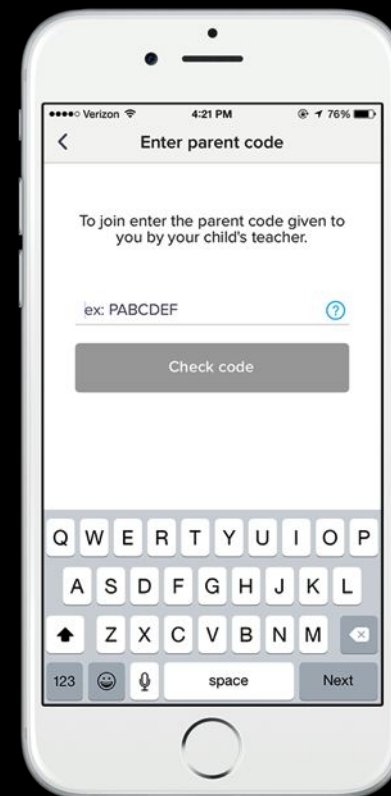 Verizon 4:21 PM 76%
Enter parent code
To join enter the parent code given to
you by your child's teacher.
ex: PABCDEF ?
Check code
Q W E R T Y U I O P
A S D F G H J K L
Z X C V B N M
123 space Next